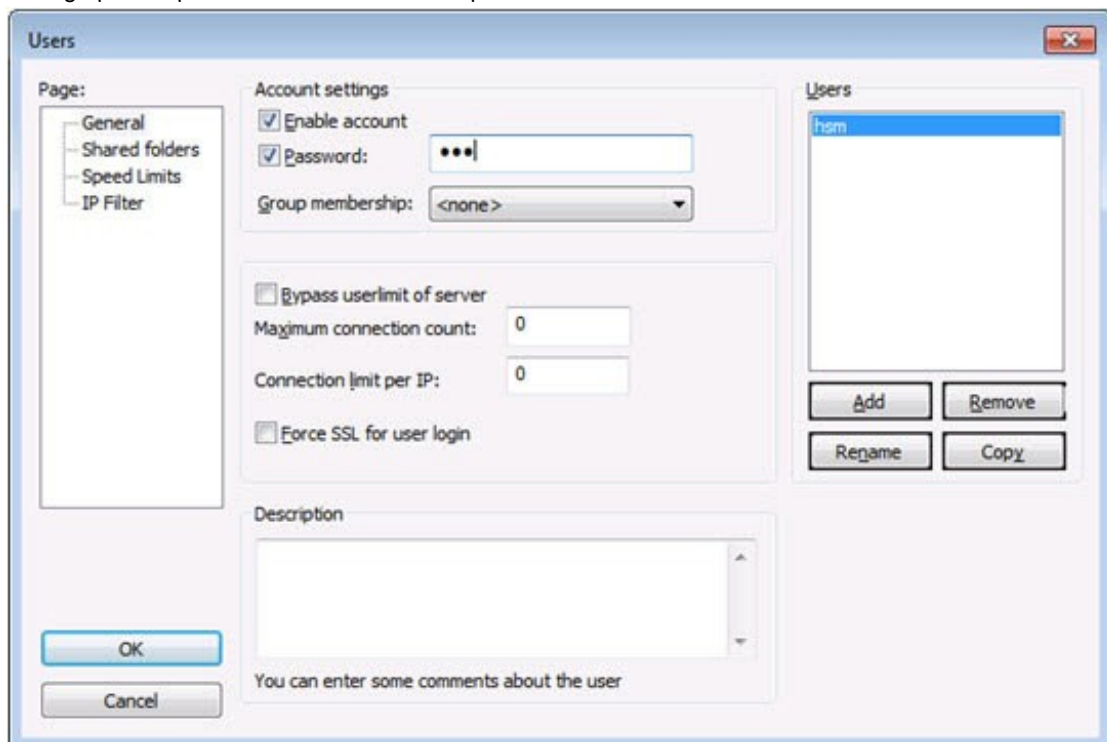 Users
Page:
General
Shared folders
Speed Limits
IP Filter
OK
Cancel
Account settings
Enable account
Password: •••
Group membership: <none>
Bypass userlimit of server
Maximum connection count: 0
Connection limit per IP: 0
Force SSL for user login
Description
You can enter some comments about the user
Users
hsm
Add Remove
Rename Copy